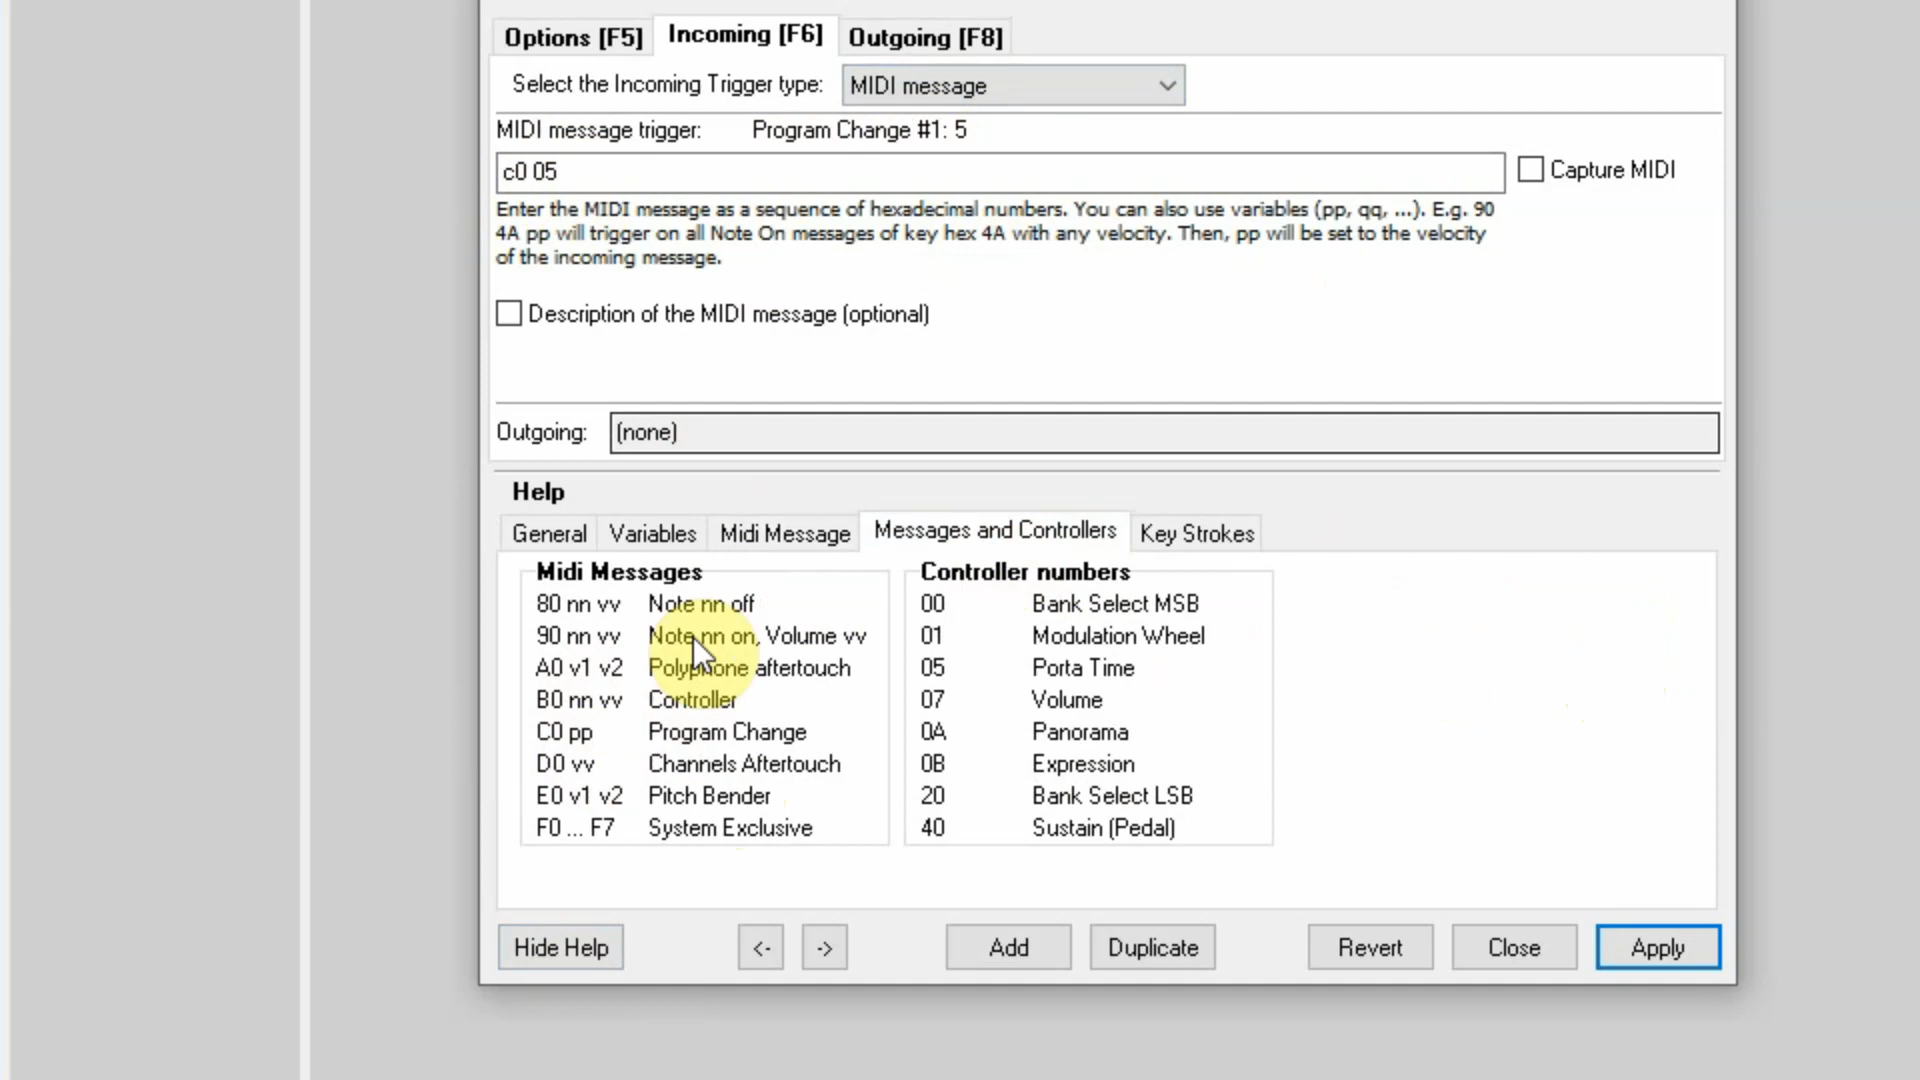 Options [F5] Incoming [F6] Outgoing [F8]
Select the Incoming Trigger type: MIDI message
MIDI message trigger: Program Change #1: 5
c0 05
Capture MIDI
Enter the MIDI message as a sequence of hexadecimal numbers. You can also use variables (pp, qq, ...). E.g. 90
4A pp will trigger on all Note On messages of key hex 4A with any velocity. Then, pp will be set to the velocity
of the incoming message.
Description of the MIDI message (optional)
Outgoing: (none)
Help
General Variables Midi Message Messages and Controllers Key Strokes
Midi Messages
80 nn vv Note nn off
90 nn vv Note nn on, Volume vv
A0 v1 v2 Polyphone aftertouch
B0 nn vv Controller
C0 pp Program Change
D0 vv Channels Aftertouch
E0 v1 v2 Pitch Bender
F0 ... F7 System Exclusive
Controller numbers
00 Bank Select MSB
01 Modulation Wheel
05 Porta Time
07 Volume
0A Panorama
0B Expression
20 Bank Select LSB
40 Sustain (Pedal)
Hide Help <- -> Add Duplicate Revert Close Apply